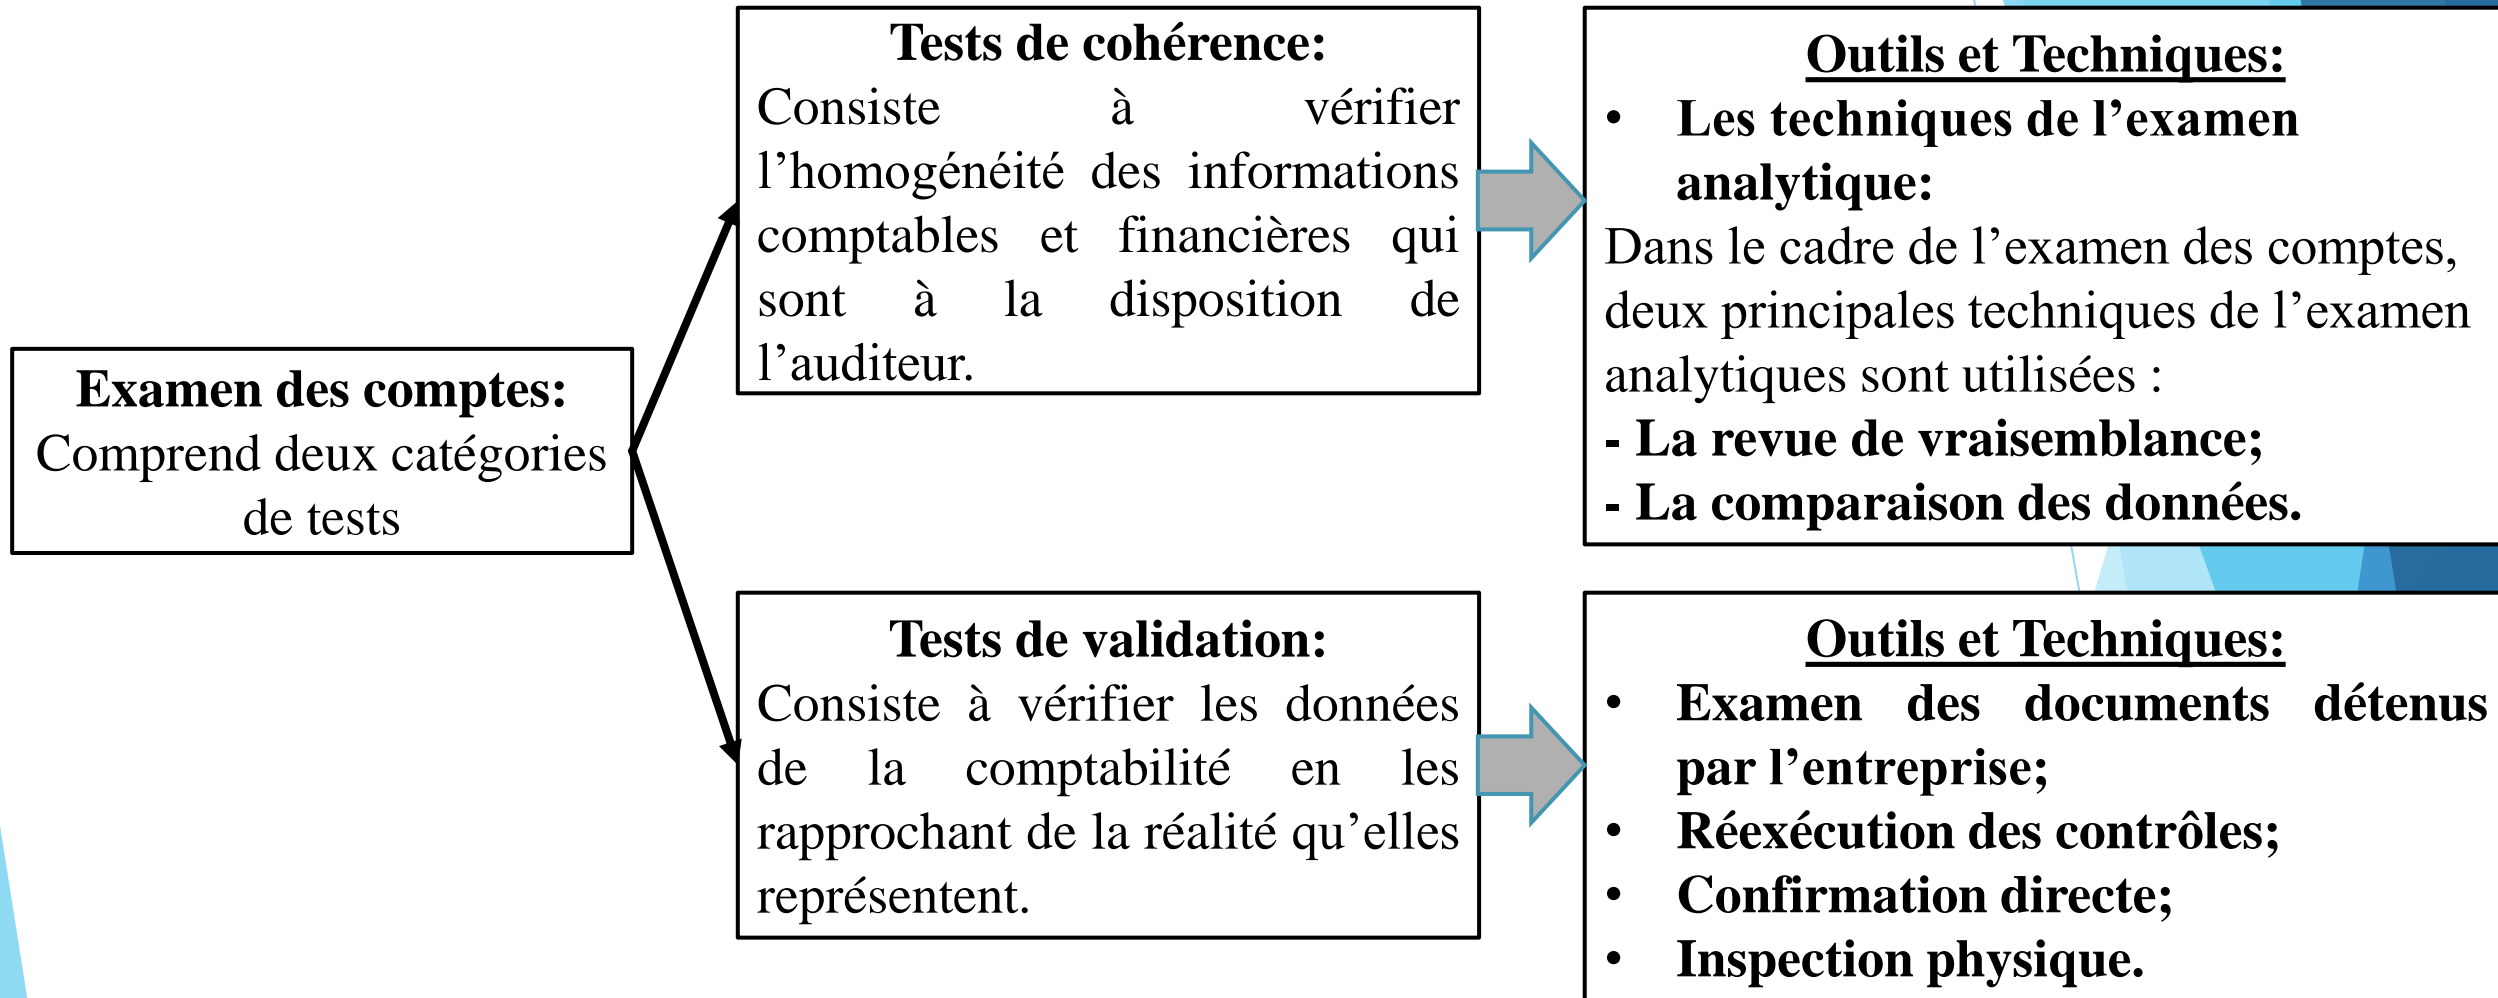 Examen des comptes:
Comprend deux catégories
de tests
Tests de cohérence:
Consiste à vérifier
l’homogénéité des informations
comptables et financières qui
sont à la disposition de
l’auditeur.
Outils et Techniques:
• Les techniques de l’examen
analytique:
Dans le cadre de l’examen des comptes,
deux principales techniques de l’examen
analytiques sont utilisées :
- La revue de vraisemblance;
- La comparaison des données.
Tests de validation:
Consiste à vérifier les données
de la comptabilité en les
rapprochant de la réalité qu’elles
représentent.
Outils et Techniques:
• Examen des documents détenus
par l’entreprise;
• Réexécution des contrôles;
• Confirmation directe;
• Inspection physique.